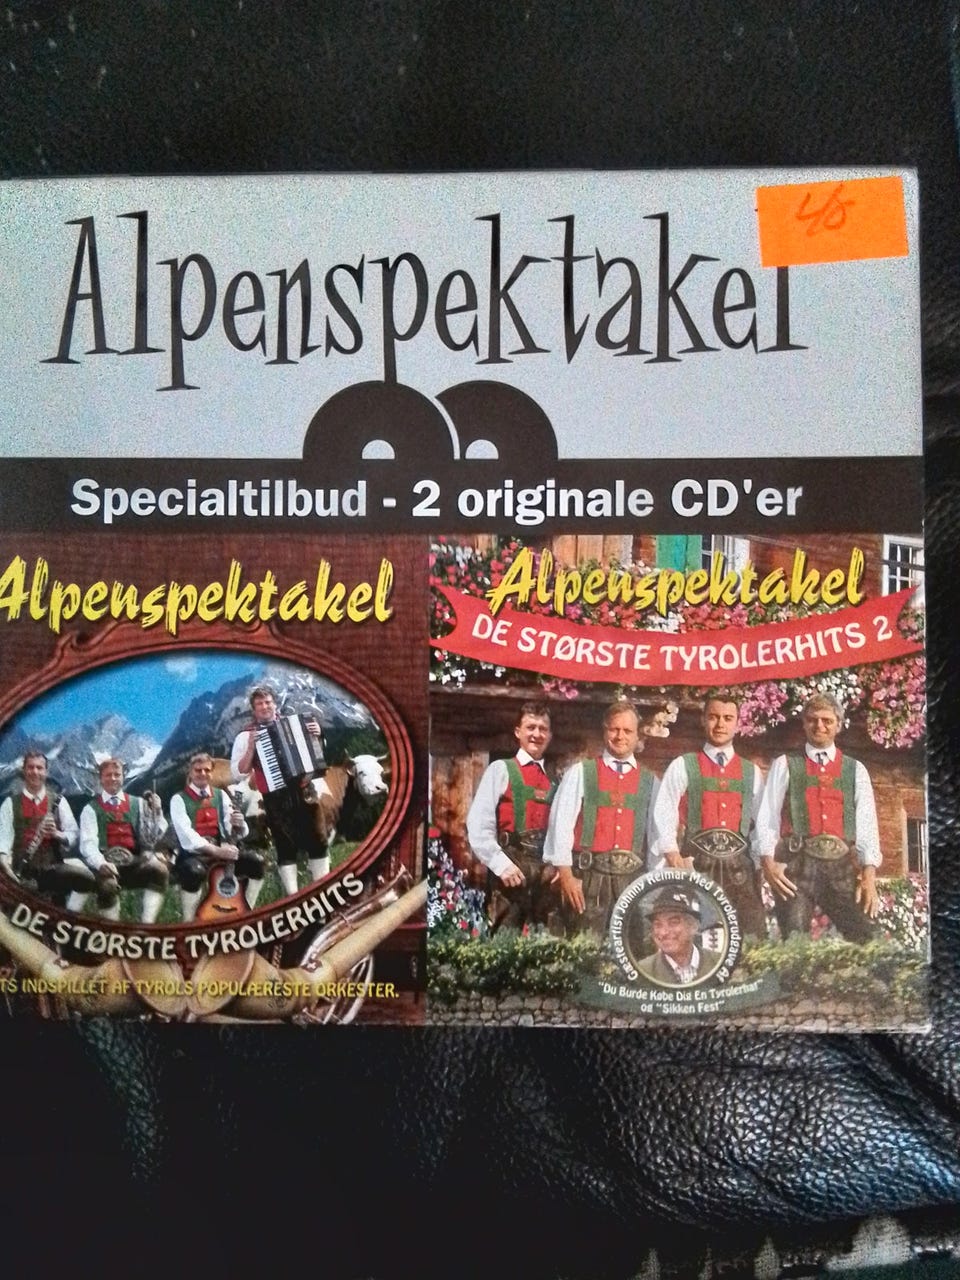 Alpenspektakel
Specialtilbud - 2 originale CD'er
Alpenspektakel
DE STØRSTE TYROLERHITS
INDSPILLET AF TYROLS POPULÆRESTE ORKESTER.
Alpenspektakel
DE STØRSTE TYROLERHITS 2
Gæsteartist Johnny Reimar Med Tyrolerudgave Af
"Du Burde Købe Dig En Tyrolerhat"
og "Sikken Fest"